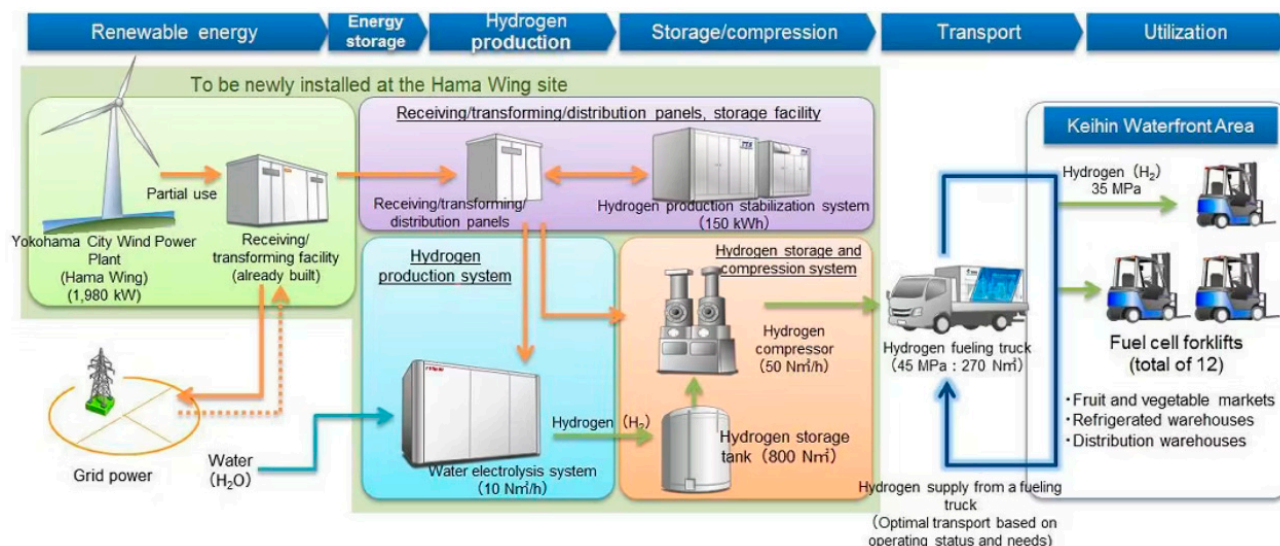 Renewable energy
Energy
storage
Hydrogen
production
Storage/compression
Transport
Utilization
To be newly installed at the Hama Wing site
Partial use
Yokohama City Wind Power
Plant
(Hama Wing)
(1,980 kW)
Receiving/
transforming facility
(already built)
Receiving/transforming/distribution panels, storage facility
Receiving/transforming/
distribution panels
Hydrogen production stabilization system
(150 kWh)
Hydrogen
production system
Water electrolysis system
(10 N㎥/h)
Hydrogen (H₂)
Hydrogen storage and
compression system
Hydrogen
compressor
(50 N㎥/h)
Hydrogen storage
tank (800 N㎥)
Grid power
Water
(H₂O)
Hydrogen fueling truck
(45 MPa : 270 N㎥)
Hydrogen supply from a fueling
truck
(Optimal transport based on
operating status and needs)
Keihin Waterfront Area
Hydrogen (H₂)
35 MPa
Fuel cell forklifts
(total of 12)
・Fruit and vegetable markets
・Refrigerated warehouses
・Distribution warehouses